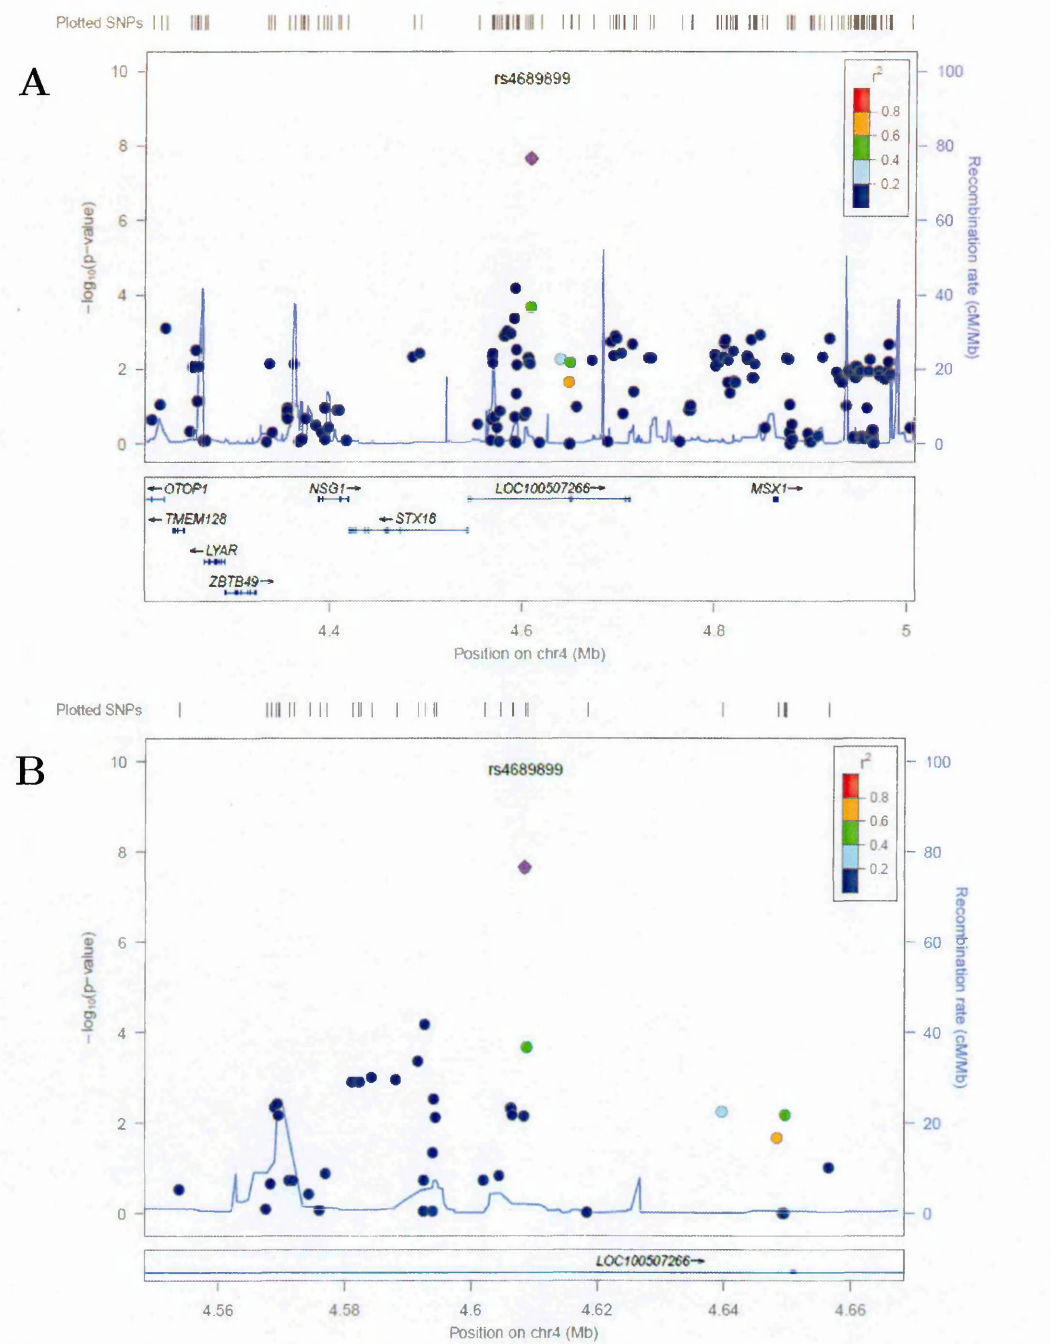 Plotted SNPs
A
rs4689899
r²
0.8
0.6
0.4
0.2
10
8
6
4
2
0
−log₁₀(p−value)
100
80
60
40
20
0
Recombination rate (cM/Mb)
←OTOP1
NSG1→
LOC100507266→
MSX1→
←TMEM128
←STX18
←LYAR
ZBTB49→
4.4
4.6
4.8
5
Position on chr4 (Mb)
Plotted SNPs
B
rs4689899
r²
0.8
0.6
0.4
0.2
10
8
6
4
2
0
−log₁₀(p−value)
100
80
60
40
20
0
Recombination rate (cM/Mb)
LOC100507266→
4.56
4.58
4.6
4.62
4.64
4.66
Position on chr4 (Mb)